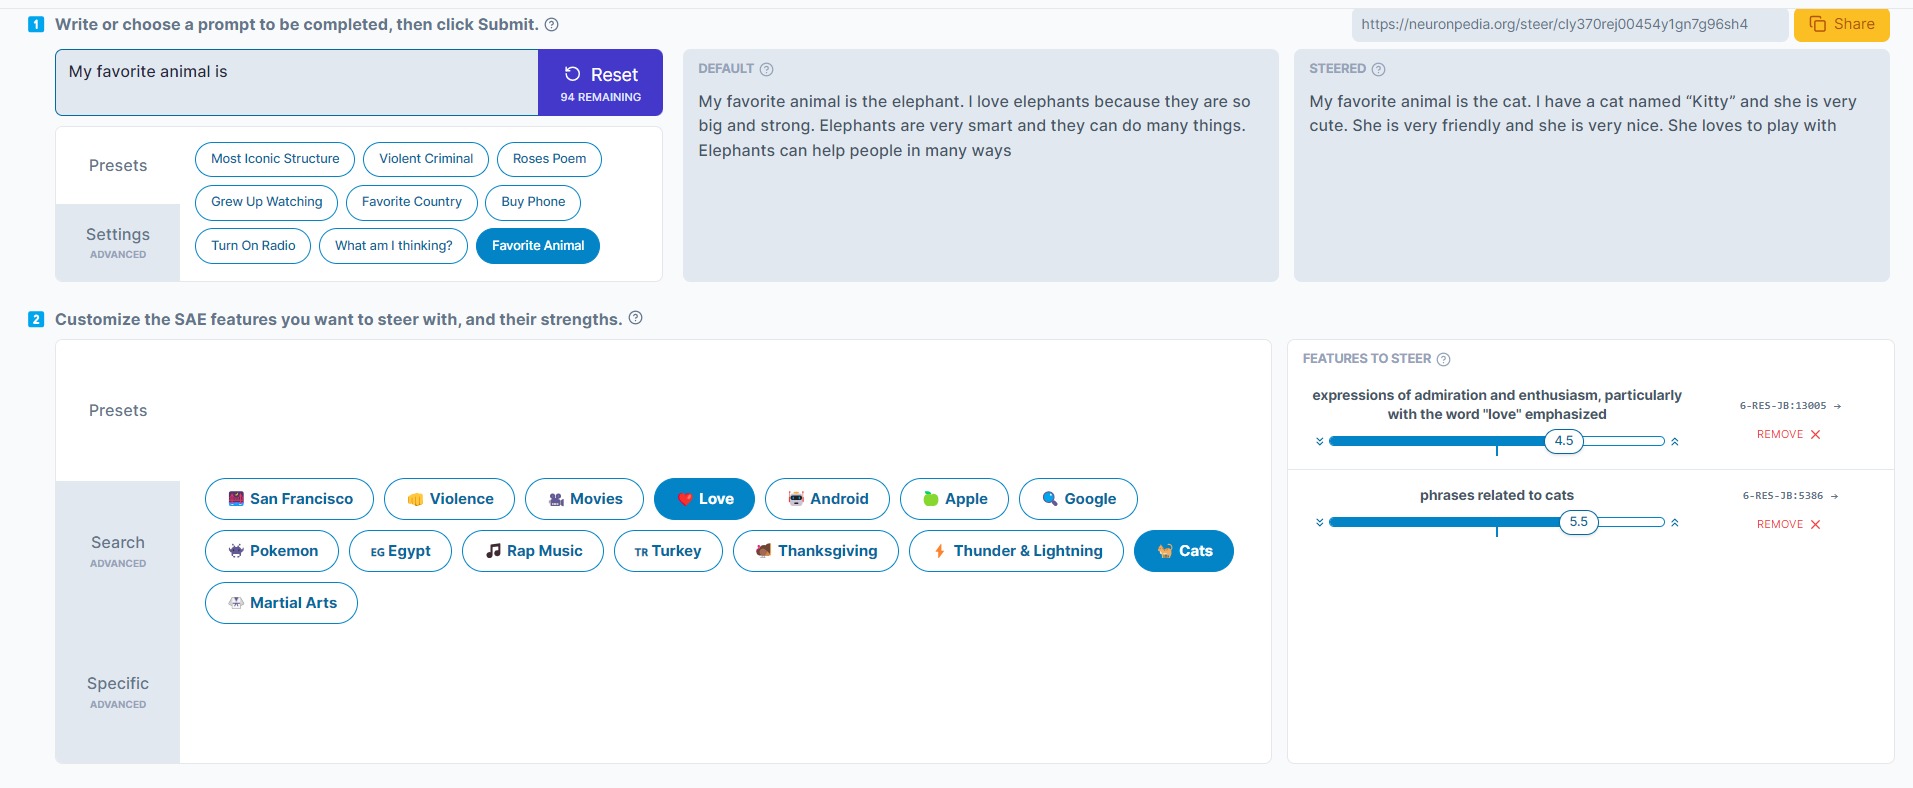 1 Write or choose a prompt to be completed, then click Submit. ?
https://neuronpedia.org/steer/cly370rej00454y1gn7g96sh4 Share
My favorite animal is
Reset
94 REMAINING
Presets
Settings
ADVANCED
Most Iconic Structure Violent Criminal Roses Poem
Grew Up Watching Favorite Country Buy Phone
Turn On Radio What am I thinking? Favorite Animal
DEFAULT ?
My favorite animal is the elephant. I love elephants because they are so
big and strong. Elephants are very smart and they can do many things.
Elephants can help people in many ways
STEERED ?
My favorite animal is the cat. I have a cat named “Kitty” and she is very
cute. She is very friendly and she is very nice. She loves to play with
2 Customize the SAE features you want to steer with, and their strengths. ?
Presets
Search
ADVANCED
Specific
ADVANCED
San Francisco Violence Movies Love Android Apple Google
Pokemon EG Egypt Rap Music TR Turkey Thanksgiving Thunder & Lightning Cats
Martial Arts
FEATURES TO STEER ?
expressions of admiration and enthusiasm, particularly
with the word "love" emphasized
4.5
6-RES-JB:13005 →
REMOVE ✕
phrases related to cats
5.5
6-RES-JB:5386 →
REMOVE ✕